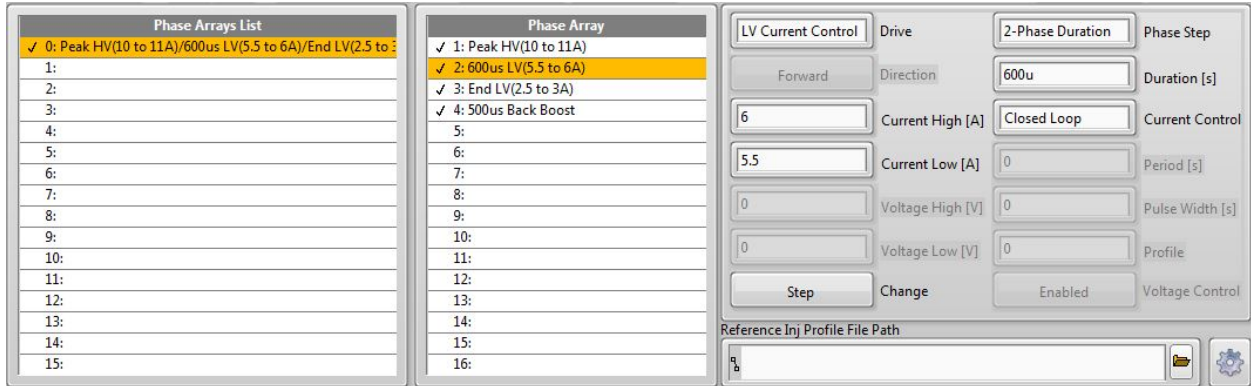 Phase Arrays List
✓ 0: Peak HV(10 to 11A)/600us LV(5.5 to 6A)/End LV(2.5 to
1:
2:
3:
4:
5:
6:
7:
8:
9:
10:
11:
12:
13:
14:
15:
Phase Array
✓ 1: Peak HV(10 to 11A)
✓ 2: 600us LV(5.5 to 6A)
✓ 3: End LV(2.5 to 3A)
✓ 4: 500us Back Boost
5:
6:
7:
8:
9:
10:
11:
12:
13:
14:
15:
16:
LV Current Control Drive 2-Phase Duration Phase Step
Forward Direction 600u Duration [s]
6 Current High [A] Closed Loop Current Control
5.5 Current Low [A] 0 Period [s]
0 Voltage High [V] 0 Pulse Width [s]
0 Voltage Low [V] 0 Profile
Step Change Enabled Voltage Control
Reference Inj Profile File Path